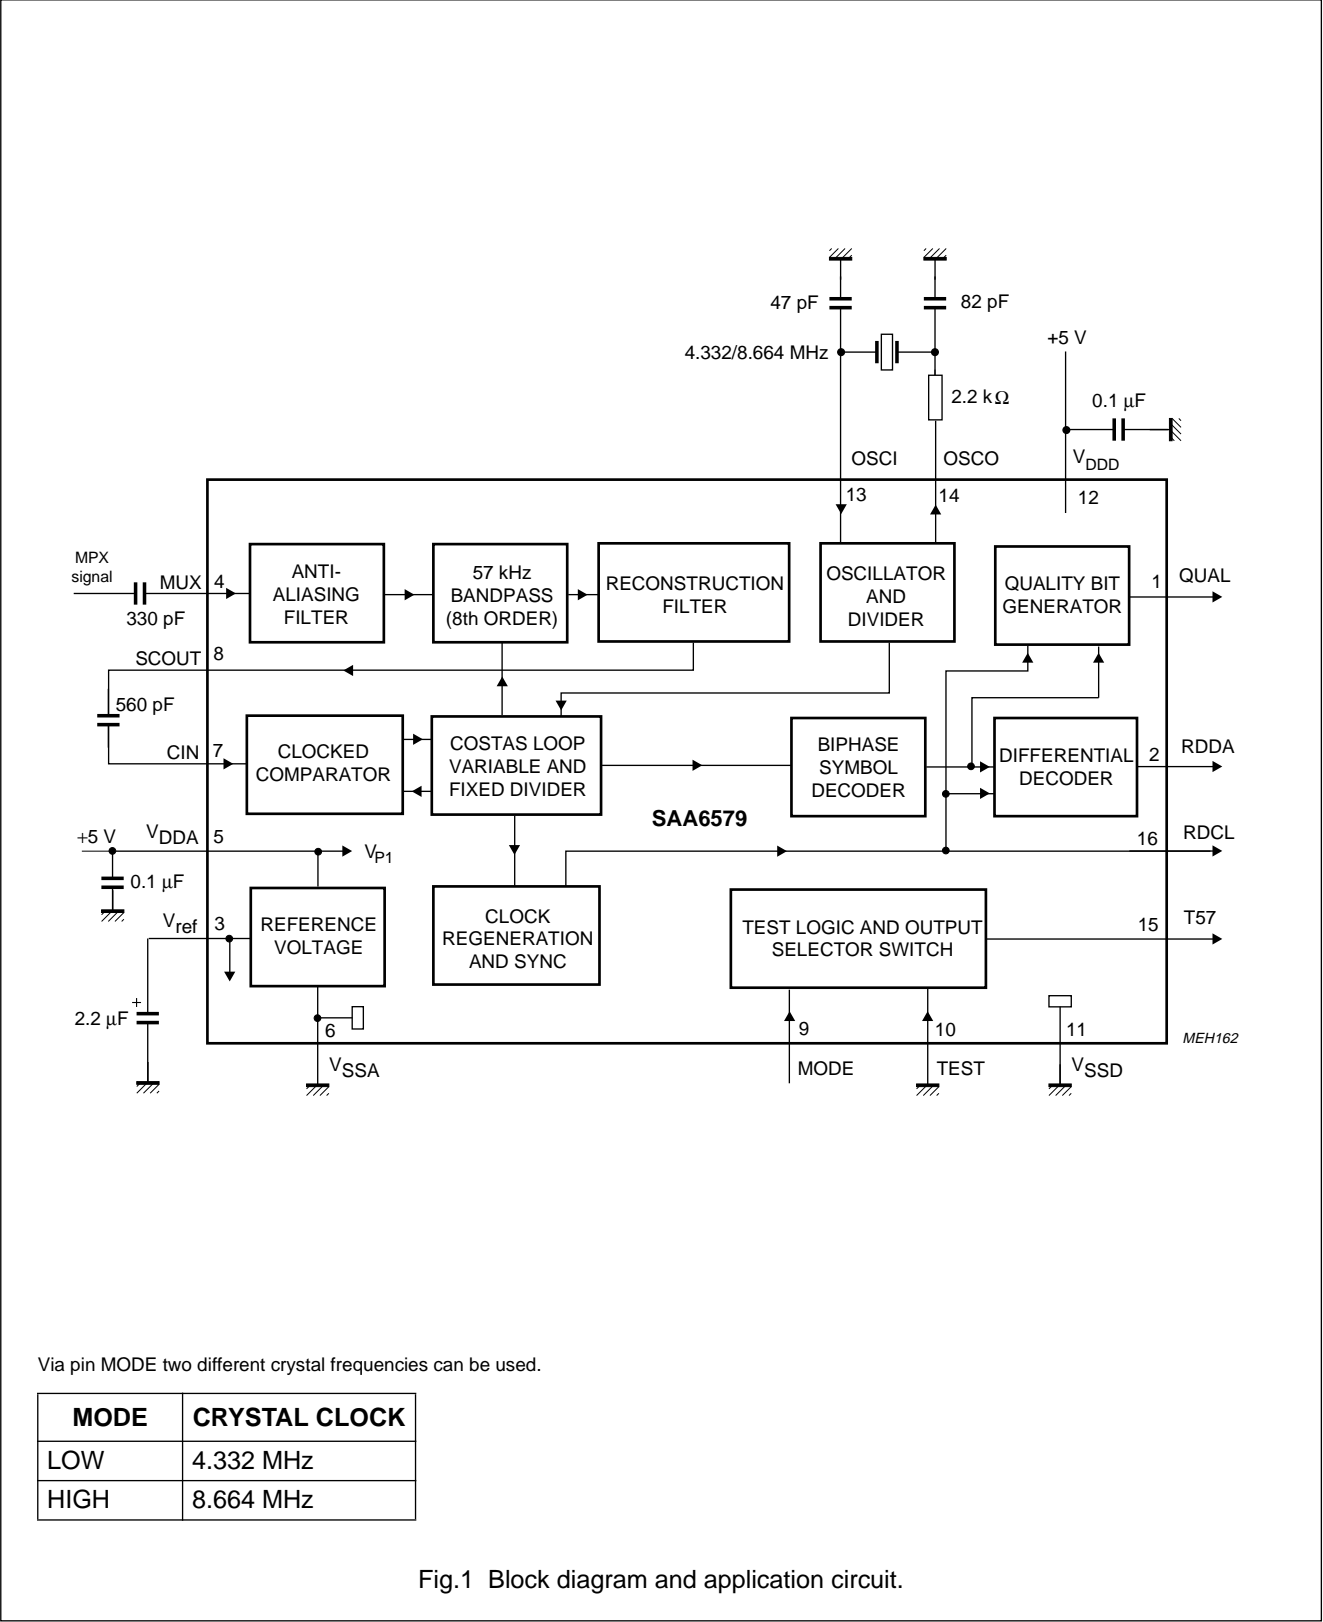 47 pF
82 pF
4.332/8.664 MHz
+5 V
2.2 kΩ
0.1 μF
OSCI
OSCO
VDDD
13
14
12
MPX
signal
MUX
4
330 pF
ANTI-
ALIASING
FILTER
57 kHz
BANDPASS
(8th ORDER)
RECONSTRUCTION
FILTER
OSCILLATOR
AND
DIVIDER
QUALITY BIT
GENERATOR
1
QUAL
SCOUT
8
560 pF
CIN
7
CLOCKED
COMPARATOR
COSTAS LOOP
VARIABLE AND
FIXED DIVIDER
BIPHASE
SYMBOL
DECODER
DIFFERENTIAL
DECODER
2
RDDA
SAA6579
+5 V
VDDA
5
VP1
16
RDCL
0.1 μF
Vref
3
REFERENCE
VOLTAGE
CLOCK
REGENERATION
AND SYNC
TEST LOGIC AND OUTPUT
SELECTOR SWITCH
15
T57
+
2.2 μF
6
9
10
11
MEH162
VSSA
MODE
TEST
VSSD
Via pin MODE two different crystal frequencies can be used.
MODE CRYSTAL CLOCK
LOW 4.332 MHz
HIGH 8.664 MHz
Fig.1 Block diagram and application circuit.